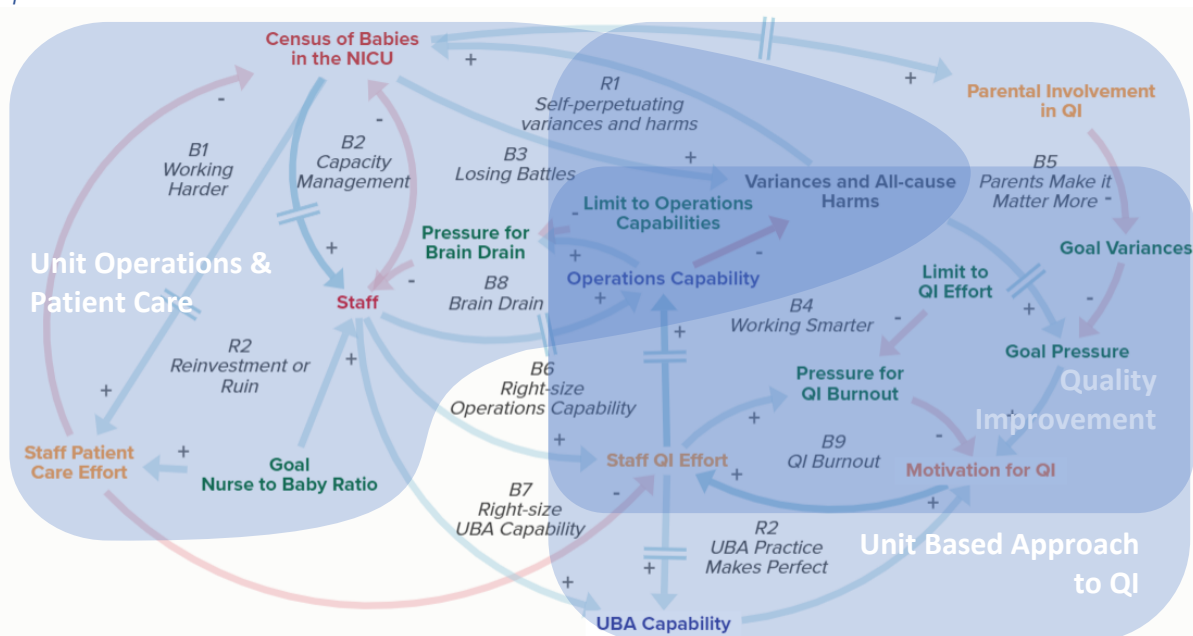 Census of Babies
in the NICU
+
+
R1
Self-perpetuating
variances and harms
Parental Involvement
in QI
-
-
B1
Working
Harder
B2
Capacity
Management
B3
Losing Battles
+
B5
Parents Make it
Matter More
-
Variances and All-cause
Harms
Limit to Operations
Capabilities
-
Pressure for
Brain Drain
+
+
Goal Variances
Unit Operations &
Patient Care
Operations Capability
-
Limit to
QI Effort
-
B8
Brain Drain
+
Staff
-
+
B4
Working Smarter
-
+
R2
Reinvestment or
Ruin
+
+
Goal Pressure
B6
Right-size
Operations Capability
Pressure for
QI Burnout
Quality
Improvement
+
+
+
-
B9
QI Burnout
+
+
Staff Patient
Care Effort
+
Goal
Nurse to Baby Ratio
Staff QI Effort
-
+
Motivation for QI
+
B7
Right-size
UBA Capability
R2
UBA Practice
Makes Perfect
Unit Based Approach
to QI
+
+
UBA Capability